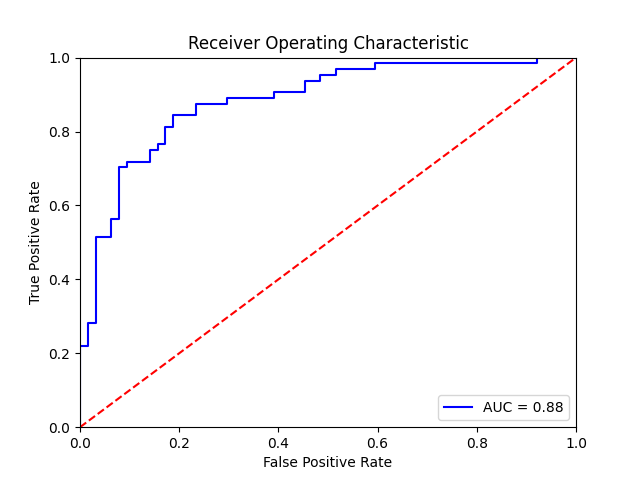 Receiver Operating Characteristic
True Positive Rate
1.0
0.8
0.6
0.4
0.2
0.0
AUC = 0.88
0.0 0.2 0.4 0.6 0.8 1.0
False Positive Rate